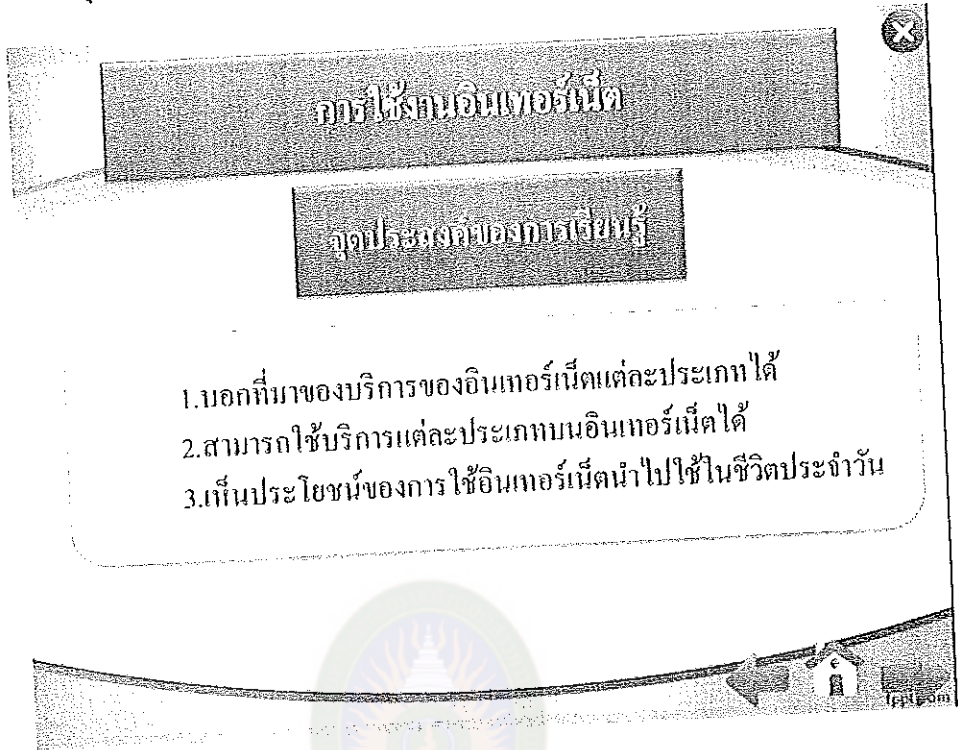 การใช้งานอินเทอร์เน็ต
จุดประสงค์ของการเรียนรู้
1.บอกที่มาของบริการของอินเทอร์เน็ตแต่ละประเภทได้
2.สามารถใช้บริการแต่ละประเภทบนอินเทอร์เน็ตได้
3.เห็นประโยชน์ของการใช้อินเทอร์เน็ตนำไปใช้ในชีวิตประจำวัน
fppt.com